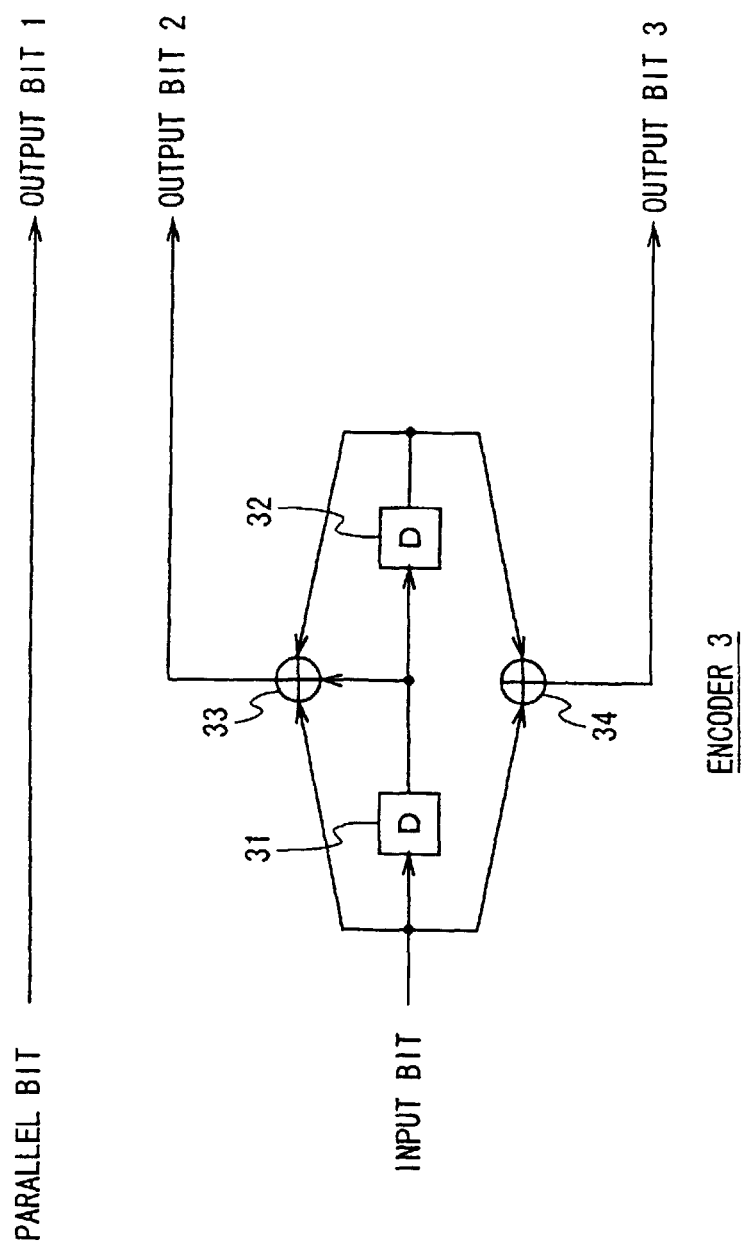 PARALLEL BIT
OUTPUT BIT 1
OUTPUT BIT 2
33
31
32
D
D
INPUT BIT
34
OUTPUT BIT 3
ENCODER 3